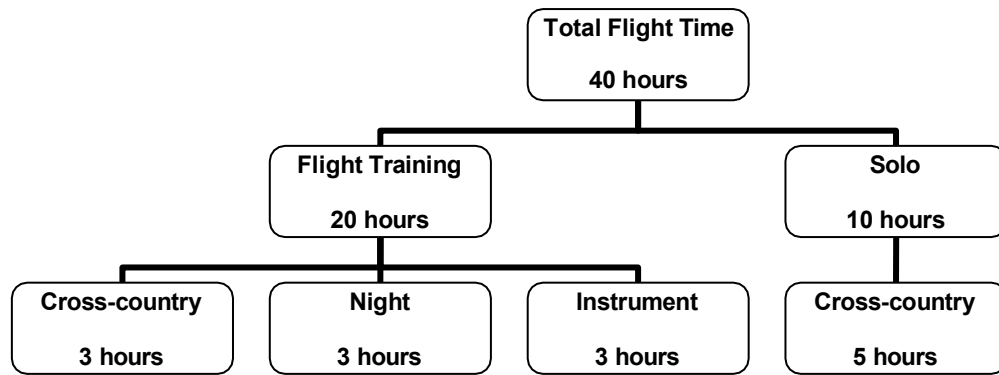 Total Flight Time
40 hours
Flight Training
20 hours
Solo
10 hours
Cross-country
3 hours
Night
3 hours
Instrument
3 hours
Cross-country
5 hours